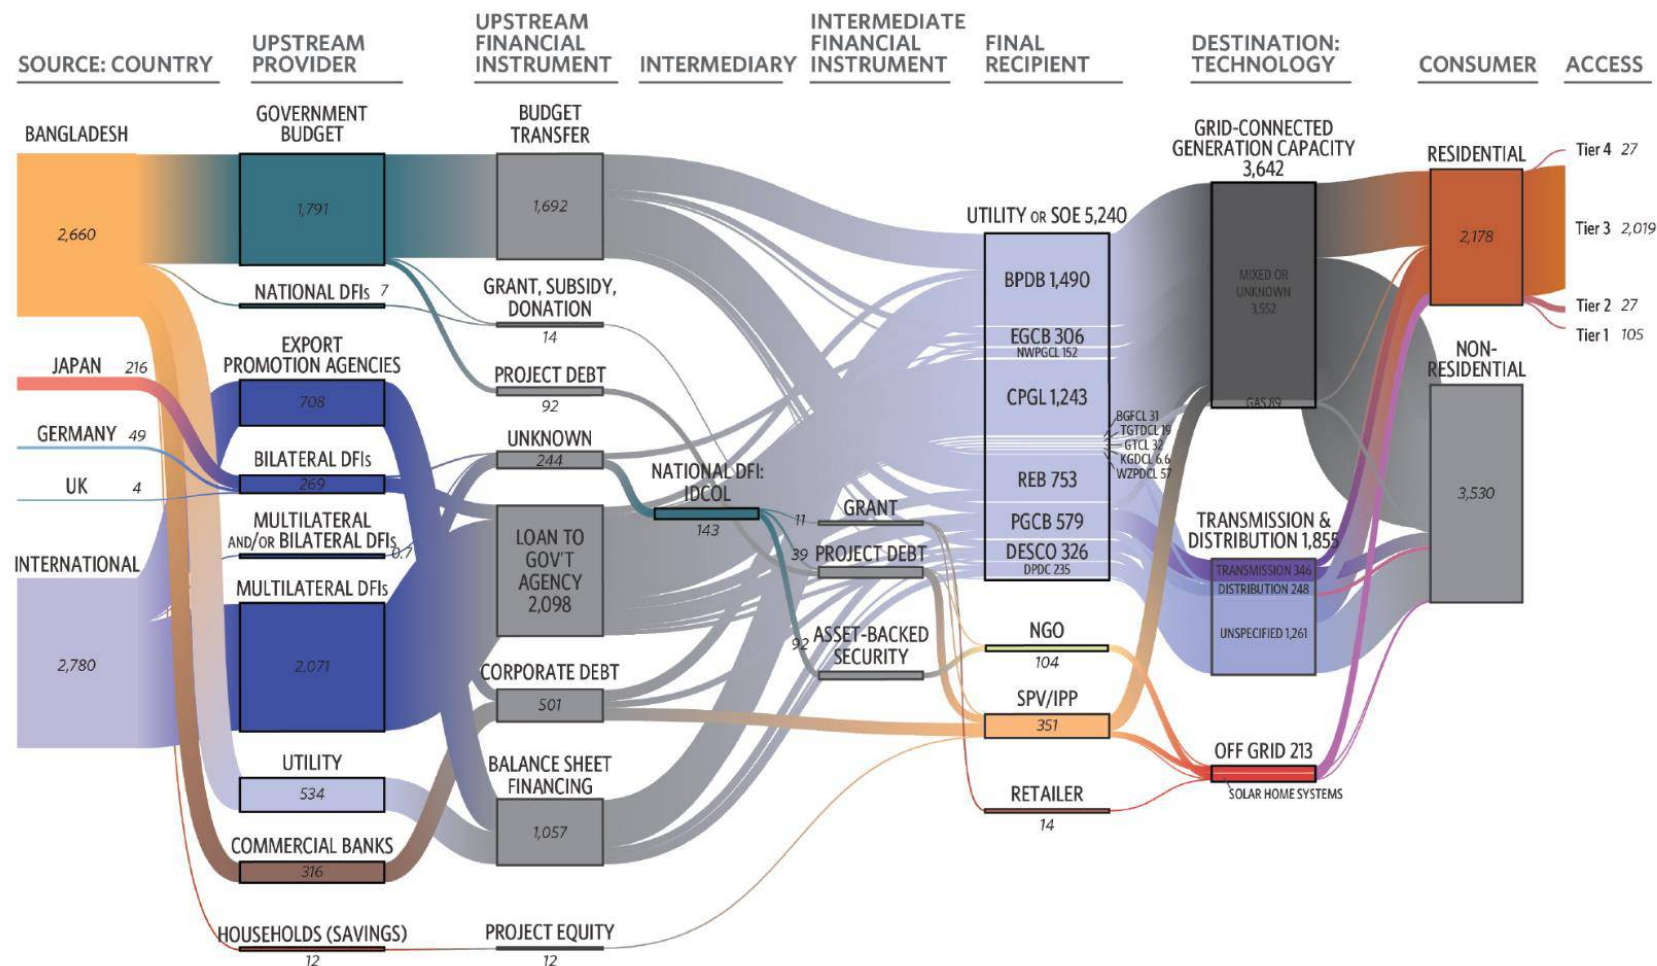 SOURCE: COUNTRY
UPSTREAM
PROVIDER
UPSTREAM
FINANCIAL
INSTRUMENT
INTERMEDIARY
INTERMEDIATE
FINANCIAL
INSTRUMENT
FINAL
RECIPIENT
DESTINATION:
TECHNOLOGY
CONSUMER
ACCESS
BANGLADESH
2,660
JAPAN 216
GERMANY 49
UK 4
INTERNATIONAL
2,780
GOVERNMENT
BUDGET
1,791
NATIONAL DFIs 7
EXPORT
PROMOTION AGENCIES
708
BILATERAL DFIs
269
MULTILATERAL
AND/OR BILATERAL DFIs
0.7
MULTILATERAL DFIs
2,071
UTILITY
534
COMMERCIAL BANKS
316
HOUSEHOLDS (SAVINGS)
12
BUDGET
TRANSFER
1,692
GRANT, SUBSIDY,
DONATION
14
PROJECT DEBT
92
UNKNOWN
244
LOAN TO
GOV'T
AGENCY
2,098
CORPORATE DEBT
501
BALANCE SHEET
FINANCING
1,057
PROJECT EQUITY
12
NATIONAL DFI:
IDCOL
143
11
GRANT
39
PROJECT DEBT
92
ASSET-BACKED
SECURITY
UTILITY OR SOE 5,240
BPDB 1,490
EGCB 306
NWPGCL 152
CPGL 1,243
BGFCL 31
TGTDCL 19
GTCL 32
KGDCL 6.6
WZPDCL 57
REB 753
PGCB 579
DESCO 326
DPDC 235
NGO
104
SPV/IPP
351
RETAILER
14
GRID-CONNECTED
GENERATION CAPACITY
3,642
MIXED OR
UNKNOWN
3,552
GAS 89
TRANSMISSION &
DISTRIBUTION 1,855
TRANSMISSION 346
DISTRIBUTION 248
UNSPECIFIED 1,261
OFF GRID 213
SOLAR HOME SYSTEMS
RESIDENTIAL
2,178
NON-
RESIDENTIAL
3,530
Tier 4 27
Tier 3 2,019
Tier 2 27
Tier 1 105